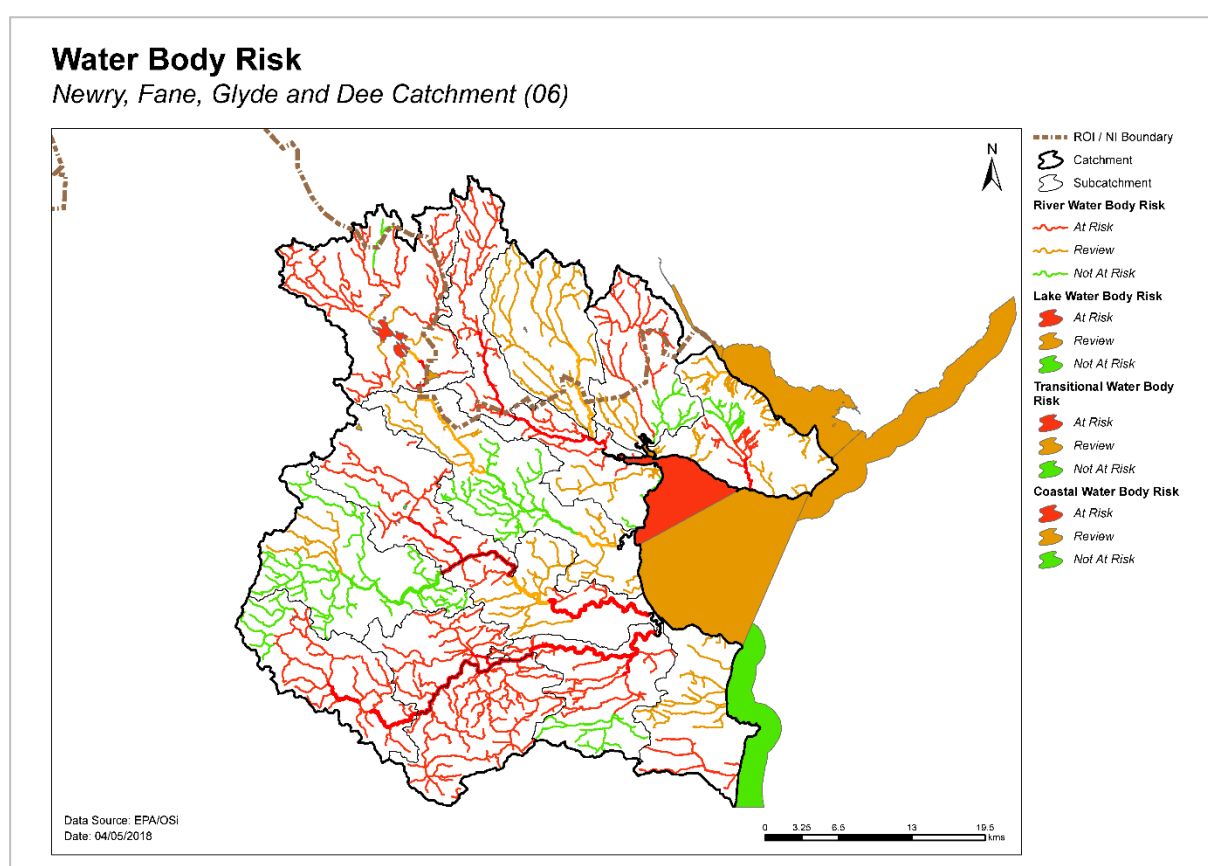 Water Body Risk
Newry, Fane, Glyde and Dee Catchment (06)
N
ROI / NI Boundary
Catchment
Subcatchment
River Water Body Risk
At Risk
Review
Not At Risk
Lake Water Body Risk
At Risk
Review
Not At Risk
Transitional Water Body
Risk
At Risk
Review
Not At Risk
Coastal Water Body Risk
At Risk
Review
Not At Risk
Data Source: EPA/OSi
Date: 04/05/2018
0 3.25 6.5 13 19.5
kms